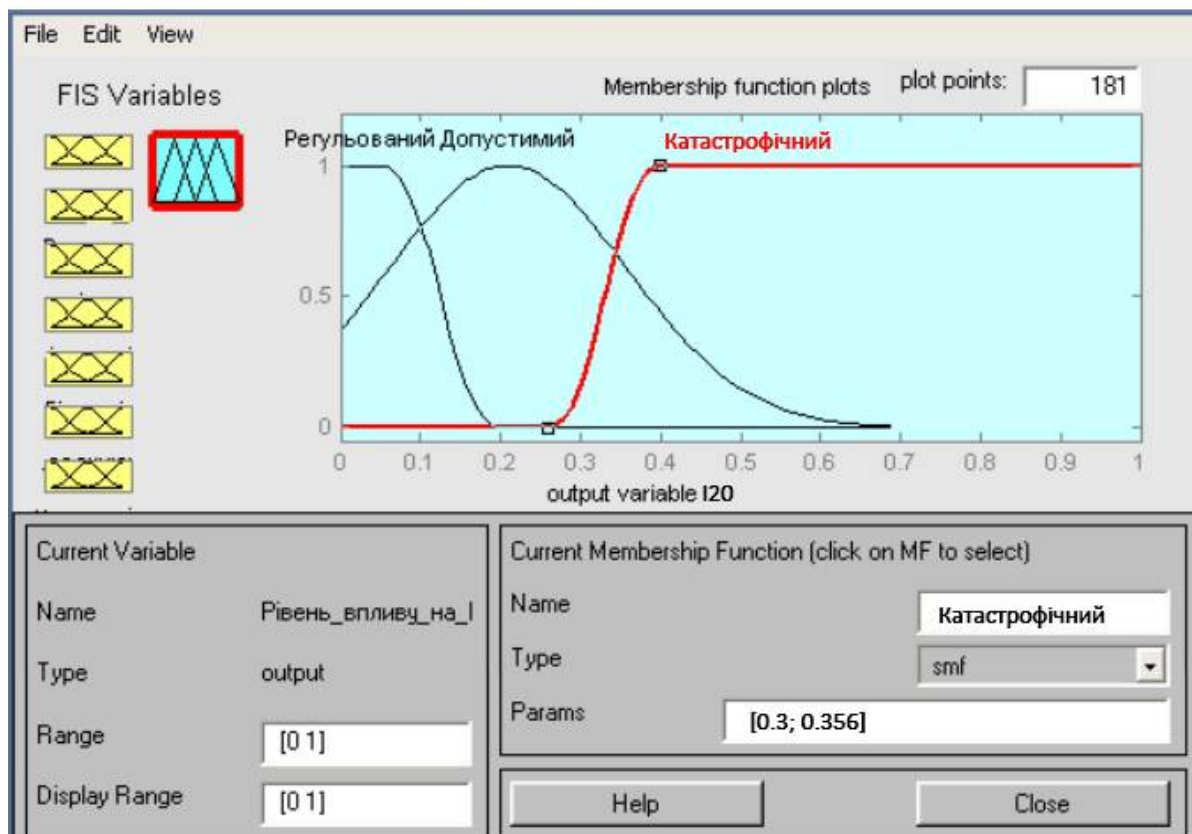 File Edit View
FIS Variables
Membership function plots plot points: 181
Регульований Допустимий Катастрофічний
1
0.5
0
0 0.1 0.2 0.3 0.4 0.5 0.6 0.7 0.8 0.9 1
output variable I20
Current Variable
Name Рівень_впливу_на_І
Type output
Range [0 1]
Display Range [0 1]
Current Membership Function (click on MF to select)
Name Катастрофічний
Type smf
Params [0.3; 0.356]
Help Close